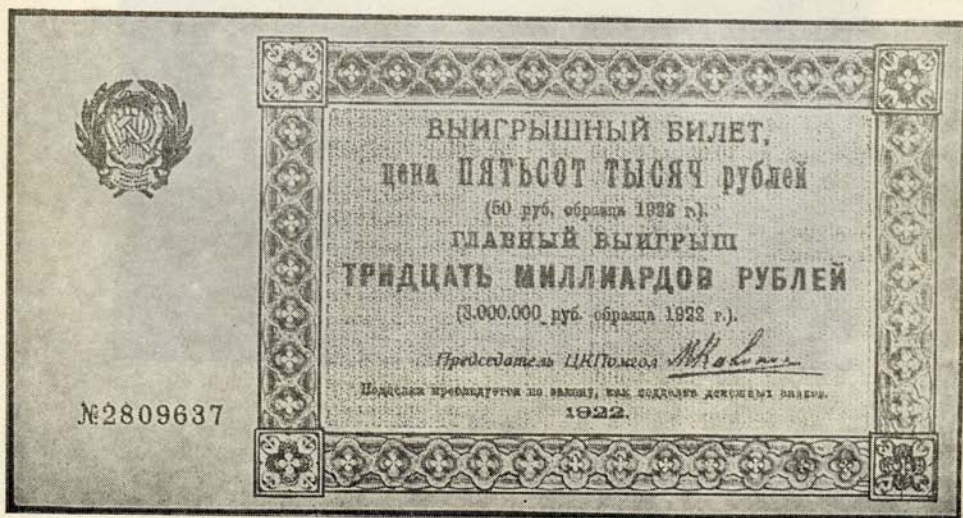 ВЫИГРЫШНЫЙ БИЛЕТ,
цена ПЯТЬСОТ ТЫСЯЧ рублей
(50 руб. образца 1922 г.).
ГЛАВНЫЙ ВЫИГРЫШ
ТРИДЦАТЬ МИЛЛИАРДОВ РУБЛЕЙ
(3.000.000 руб. образца 1922 г.).
Председатель ЦКПомгол МКалинин
Подделка преследуется по закону, как подделка денежных знаков.
1922.
№2809637